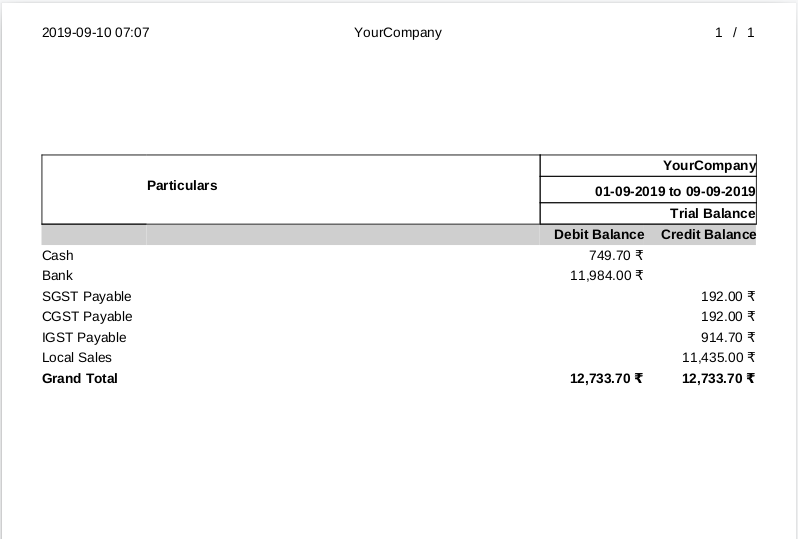 2019-09-10 07:07 YourCompany 1 / 1
YourCompany
Particulars
01-09-2019 to 09-09-2019
Trial Balance
Debit Balance Credit Balance
Cash 749.70 ₹
Bank 11,984.00 ₹
SGST Payable 192.00 ₹
CGST Payable 192.00 ₹
IGST Payable 914.70 ₹
Local Sales 11,435.00 ₹
Grand Total 12,733.70 ₹ 12,733.70 ₹